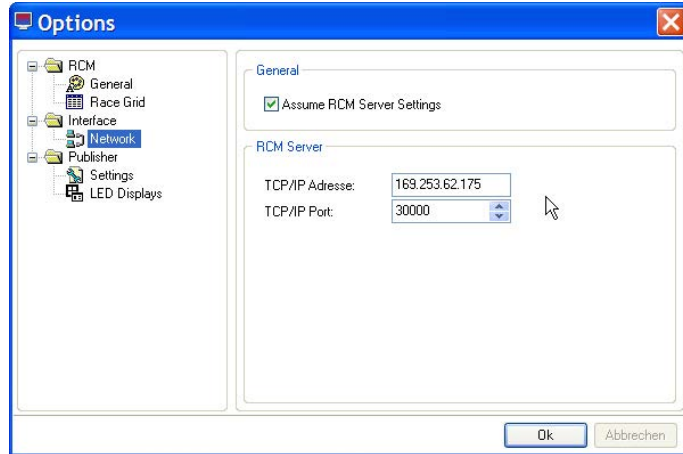 Options
RCM
General
Race Grid
Interface
Network
Publisher
Settings
LED Displays
General
Assume RCM Server Settings
RCM Server
TCP/IP Adresse: 169.253.62.175
TCP/IP Port: 30000
Ok Abbrechen